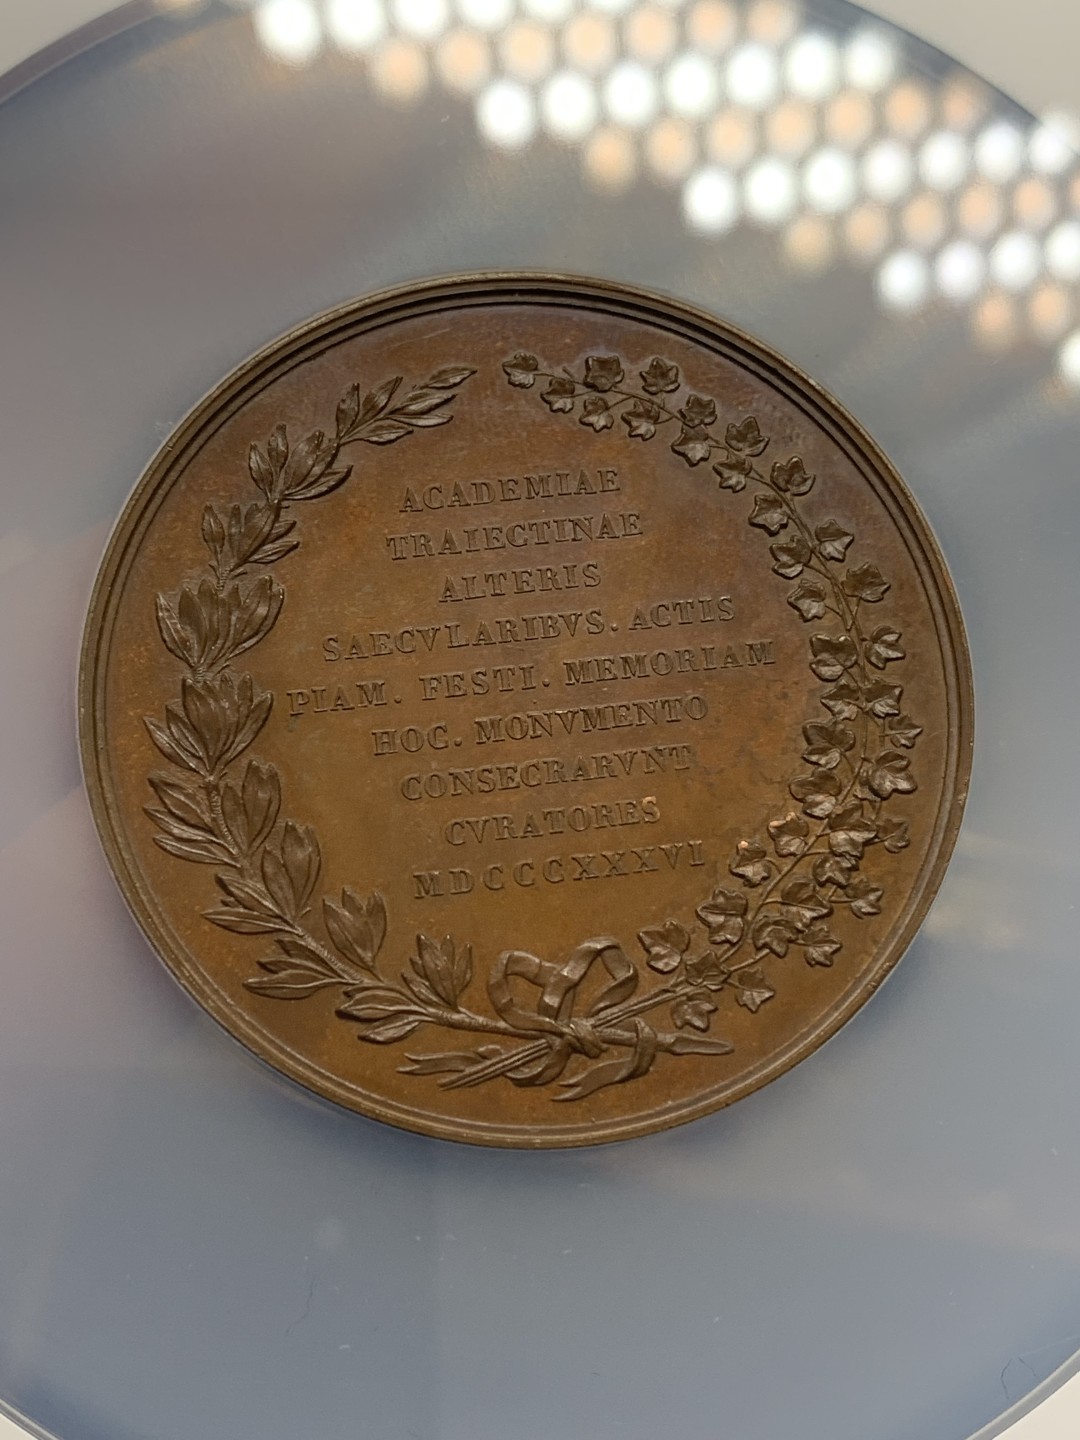 ACADEMIAE
TRAIECTINAE
ALTERIS
SAECVLARIBVS. ACTIS
PIAM. FESTI. MEMORIAM
HOC. MONVMENTO
CONSECRARVNT
CVRATORES
MDCCCXXXVI